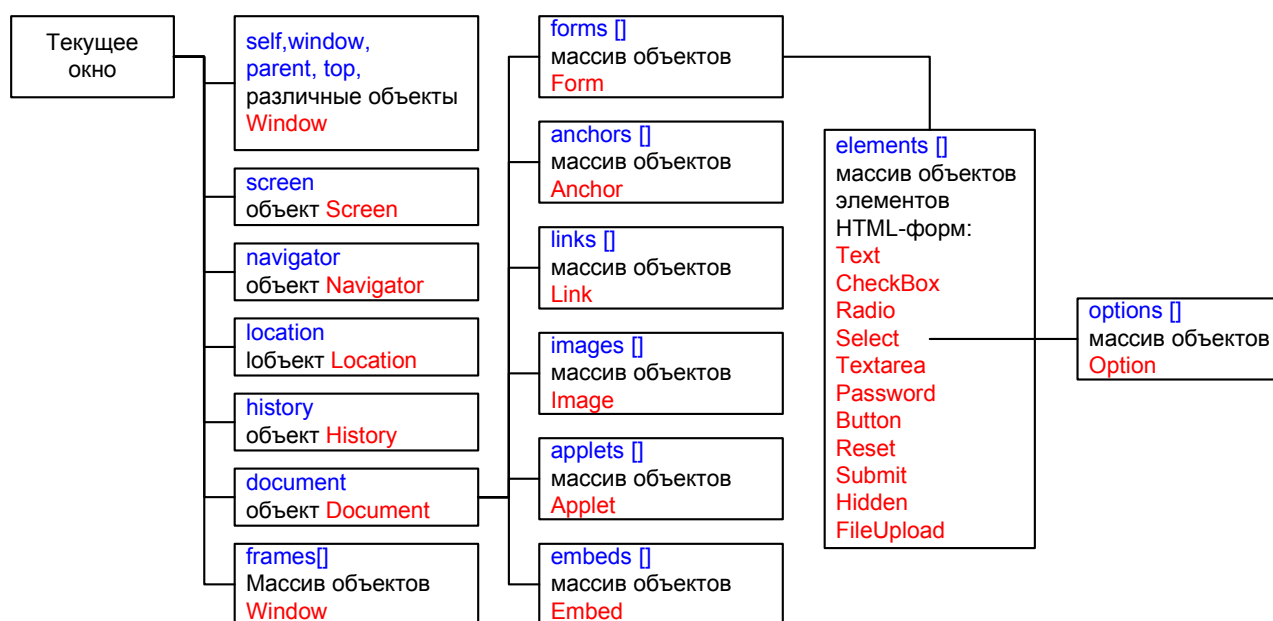 Текущее
окно
self,window,
parent, top,
различные объекты
Window
screen
объект Screen
navigator
объект Navigator
location
lобъект Location
history
объект History
document
объект Document
frames[]
Массив объектов
Window
forms []
массив объектов
Form
anchors []
массив объектов
Anchor
links []
массив объектов
Link
images []
массив объектов
Image
applets []
массив объектов
Applet
embeds []
массив объектов
Embed
elements []
массив объектов
элементов
HTML-форм:
Text
CheckBox
Radio
Select
Textarea
Password
Button
Reset
Submit
Hidden
FileUpload
options []
массив объектов
Option